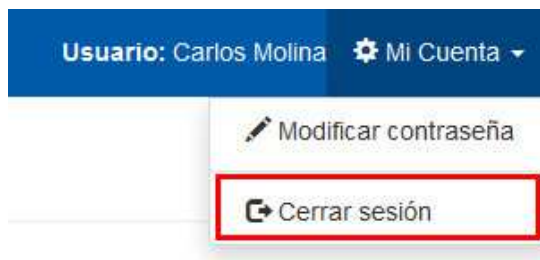 Usuario: Carlos Molina Mi Cuenta
Modificar contraseña
Cerrar sesión